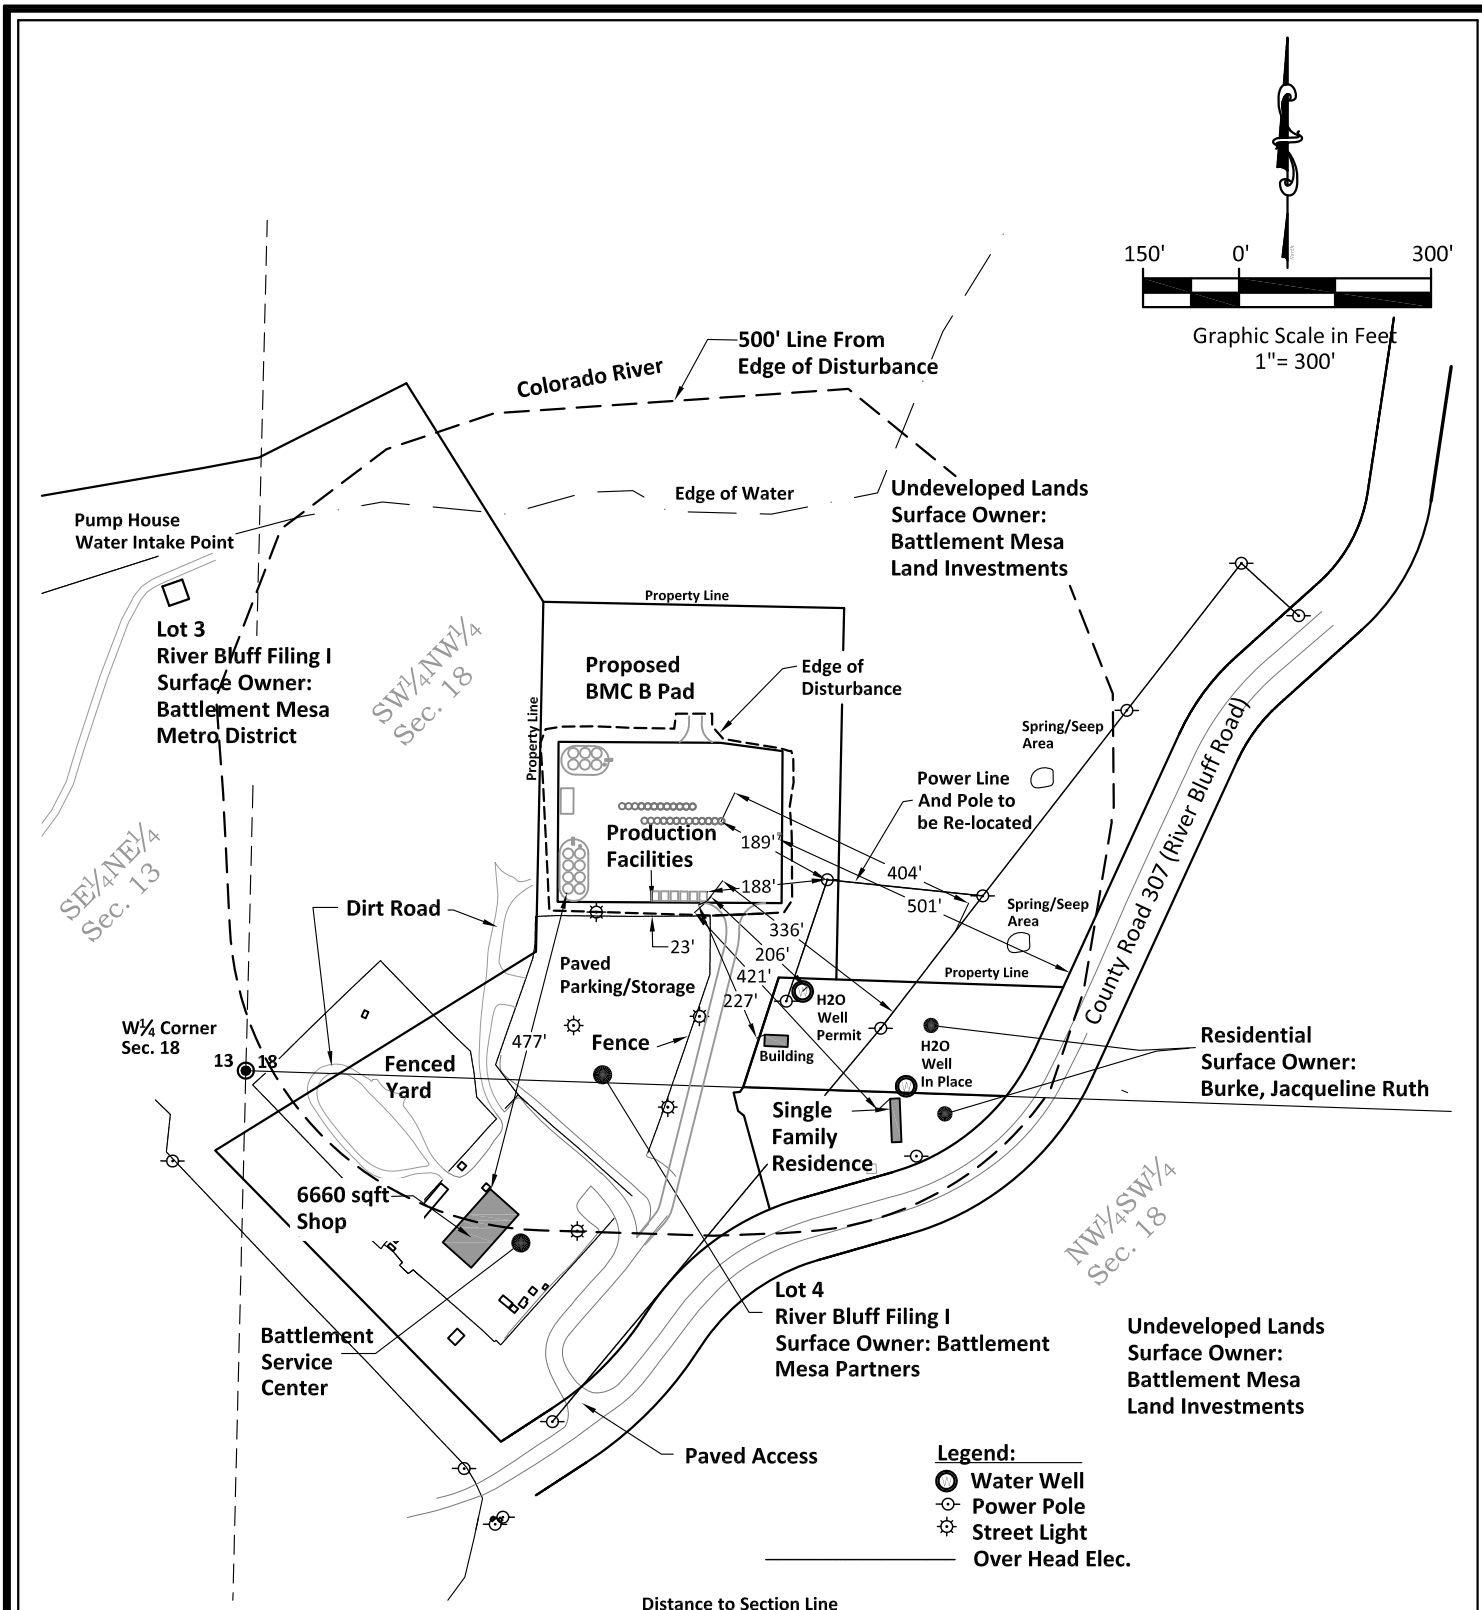 150'
0'
300'
Graphic Scale in Feet
1"= 300'
500' Line From
Edge of Disturbance
Colorado River
Edge of Water
Undeveloped Lands
Surface Owner:
Battlement Mesa
Land Investments
Pump House
Water Intake Point
Property Line
Lot 3
River Bluff Filing I
Surface Owner:
Battlement Mesa
Metro District
SW¼NW¼
Sec. 18
Proposed
BMC B Pad
Edge of
Disturbance
Property Line
Spring/Seep
Area
Power Line
And Pole to
be Re-located
Production
Facilities
189'
404'
188'
501'
SE¼NE¼
Sec. 13
Dirt Road
Spring/Seep
Area
County Road 307 (River Bluff Road)
336'
23'
206'
421'
227'
Paved
Parking/Storage
Property Line
H2O
Well
Permit
W¼ Corner
Sec. 18
13
18
477'
Fence
Building
H2O
Well
In Place
Residential
Surface Owner:
Burke, Jacqueline Ruth
Fenced
Yard
Single
Family
Residence
6660 sqft
Shop
NW¼SW¼
Sec. 18
Lot 4
River Bluff Filing I
Surface Owner: Battlement
Mesa Partners
Battlement
Service
Center
Undeveloped Lands
Surface Owner:
Battlement Mesa
Land Investments
Paved Access
Legend:
Water Well
Power Pole
Street Light
Over Head Elec.
Distance to Section Line